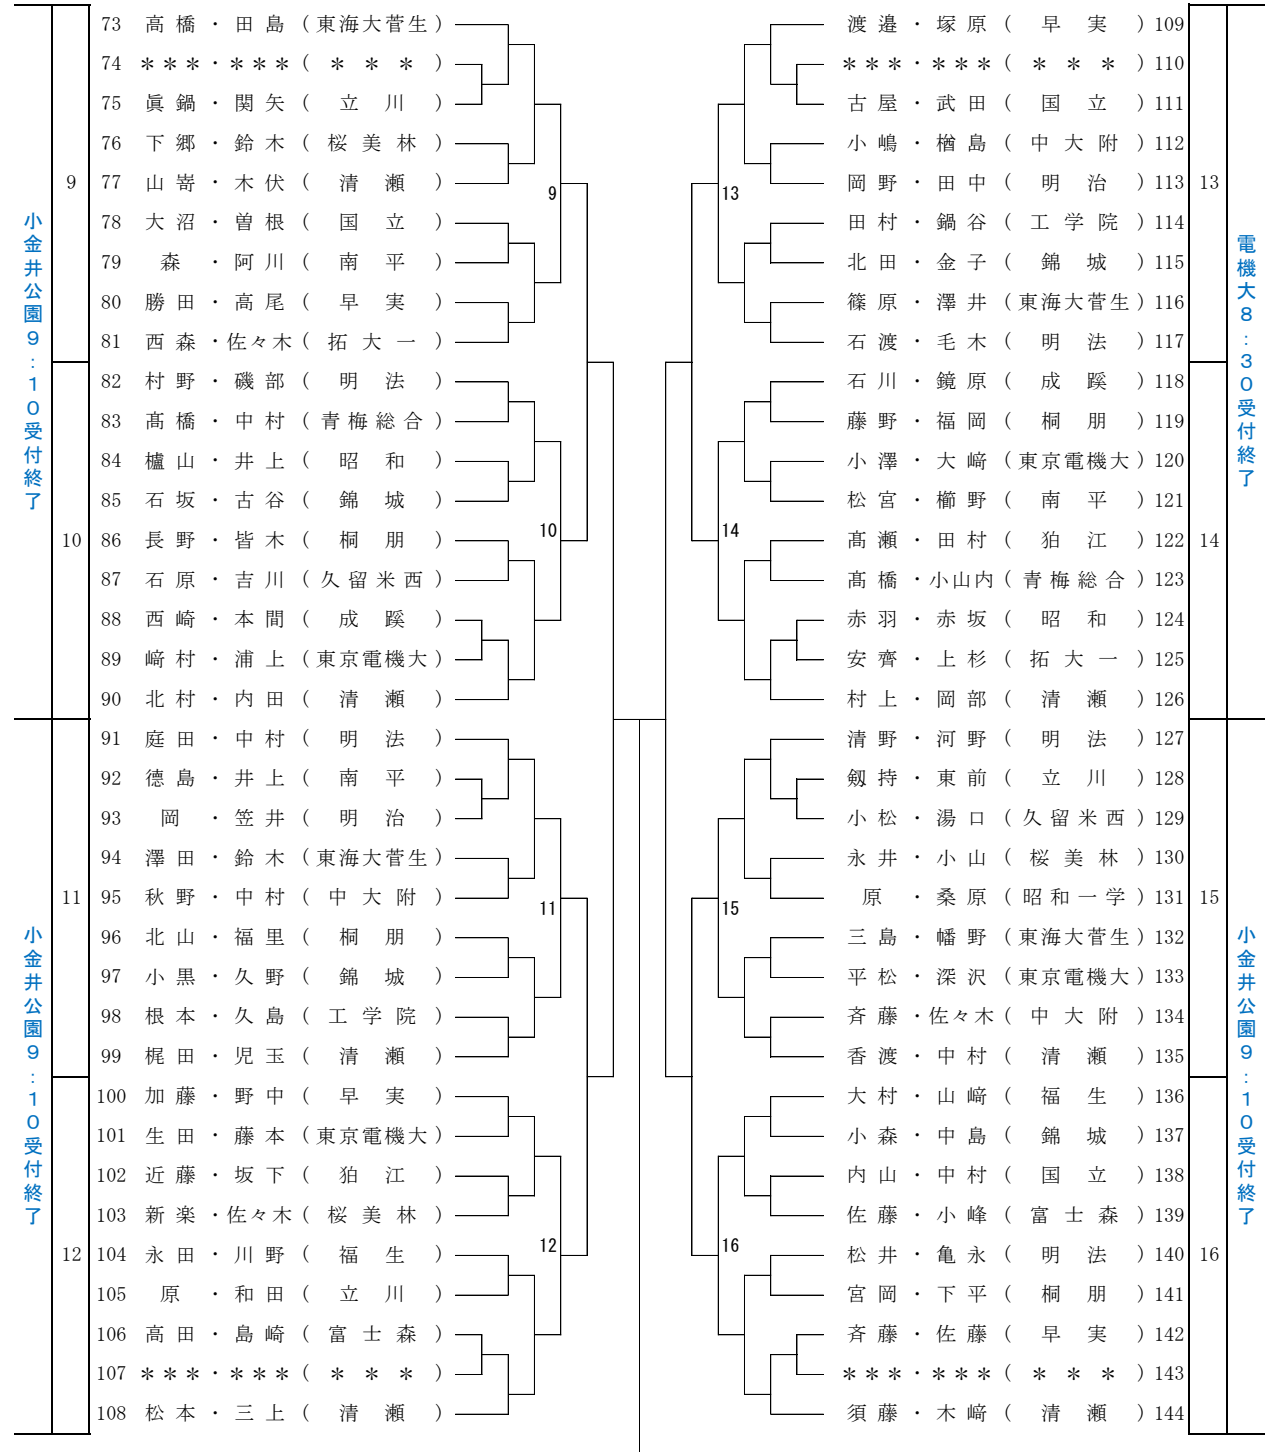 73 高橋・田島（東海大菅生）
74 ＊＊＊・＊＊＊（＊＊＊）
75 眞鍋・関矢（立川）
76 下郷・鈴木（桜美林）
77 山嵜・木伏（清瀬）
78 大沼・曽根（国立）
79 森・阿川（南平）
80 勝田・高尾（早実）
81 西森・佐々木（拓大一）
9
9
小金井公園９：１０受付終了
82 村野・磯部（明法）
83 髙橋・中村（青梅総合）
84 櫨山・井上（昭和）
85 石坂・古谷（錦城）
86 長野・皆木（桐朋）
87 石原・吉川（久留米西）
88 西崎・本間（成蹊）
89 﨑村・浦上（東京電機大）
90 北村・内田（清瀬）
10
10
91 庭田・中村（明法）
92 德島・井上（南平）
93 岡・笠井（明治）
94 澤田・鈴木（東海大菅生）
95 秋野・中村（中大附）
96 北山・福里（桐朋）
97 小黒・久野（錦城）
98 根本・久島（工学院）
99 梶田・児玉（清瀬）
11
11
小金井公園９：１０受付終了
100 加藤・野中（早実）
101 生田・藤本（東京電機大）
102 近藤・坂下（狛江）
103 新楽・佐々木（桜美林）
104 永田・川野（福生）
105 原・和田（立川）
106 高田・島崎（富士森）
107 ＊＊＊・＊＊＊（＊＊＊）
108 松本・三上（清瀬）
12
12
渡邉・塚原（早実）109
＊＊＊・＊＊＊（＊＊＊）110
古屋・武田（国立）111
小嶋・楢島（中大附）112
岡野・田中（明治）113
田村・鍋谷（工学院）114
北田・金子（錦城）115
篠原・澤井（東海大菅生）116
石渡・毛木（明法）117
13
13
電機大８：３０受付終了
石川・鏡原（成蹊）118
藤野・福岡（桐朋）119
小澤・大﨑（東京電機大）120
松宮・櫛野（南平）121
髙瀬・田村（狛江）122
髙橋・小山内（青梅総合）123
赤羽・赤坂（昭和）124
安齊・上杉（拓大一）125
村上・岡部（清瀬）126
14
14
清野・河野（明法）127
剱持・東前（立川）128
小松・湯口（久留米西）129
永井・小山（桜美林）130
原・桑原（昭和一学）131
三島・幡野（東海大菅生）132
平松・深沢（東京電機大）133
斉藤・佐々木（中大附）134
香渡・中村（清瀬）135
15
15
小金井公園９：１０受付終了
大村・山﨑（福生）136
小森・中島（錦城）137
内山・中村（国立）138
佐藤・小峰（富士森）139
松井・亀永（明法）140
宮岡・下平（桐朋）141
斉藤・佐藤（早実）142
＊＊＊・＊＊＊（＊＊＊）143
須藤・木﨑（清瀬）144
16
16